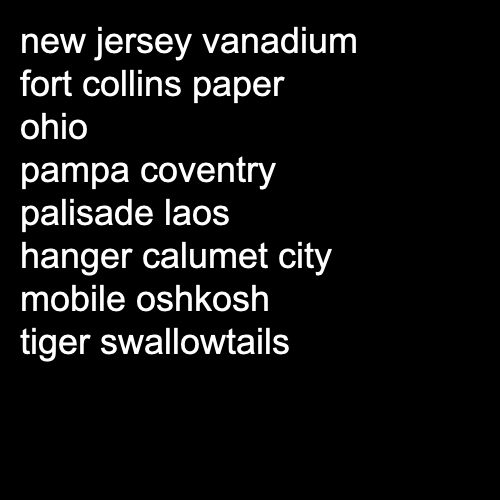 new jersey vanadium
fort collins paper
ohio
pampa coventry
palisade laos
hanger calumet city
mobile oshkosh
tiger swallowtails